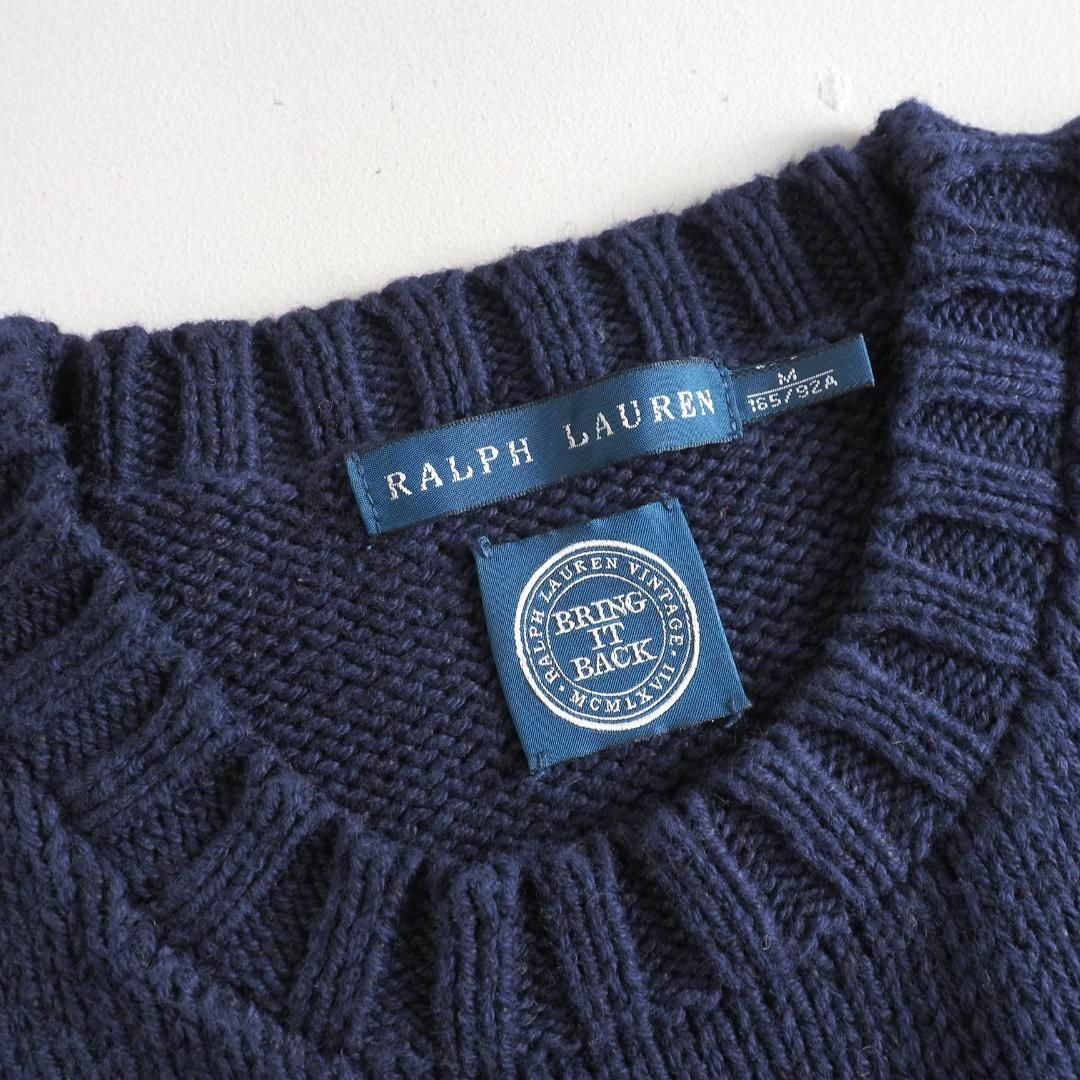 RALPH LAUREN
M
165/92A
RALPH LAUREN VINTAGE
BRING
IT
BACK
MCMLXVII